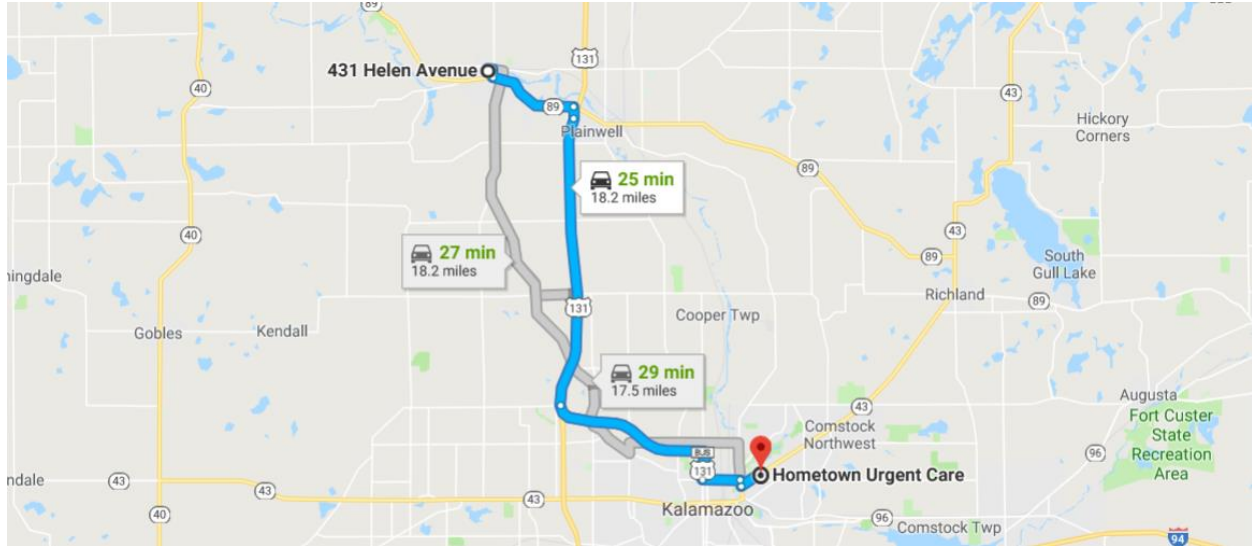 89
40
431 Helen Avenue
131
43
89
Plainwell
Hickory
Corners
25 min
18.2 miles
89
40
43
27 min
18.2 miles
89
South
Gull Lake
ningdale
Richland
89
131
Cooper Twp
Gobles
Kendall
29 min
17.5 miles
Augusta
43
Comstock
Northwest
Fort Custer
State
Recreation
Area
BUS
131
96
Hometown Urgent Care
ndale
43
43
43
Kalamazoo
40
96
Comstock Twp
94